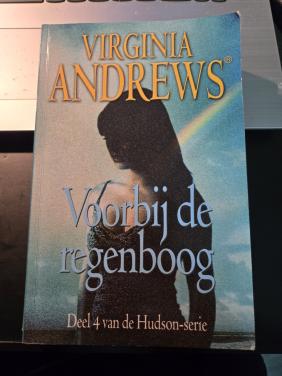 VIRGINIA
ANDREWS®
Voorbij de
regenboog
Deel 4 van de Hudson-serie